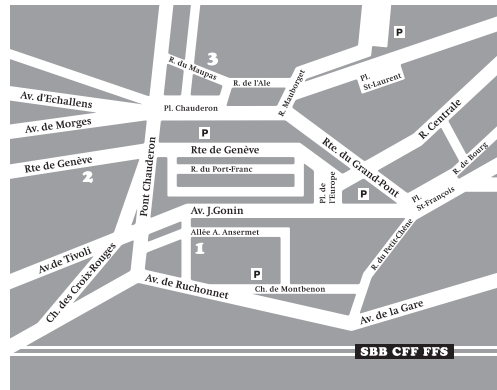 P
3
R. du Maupas
R. de l'Ale
Pl.
St-Laurent
Av. d'Echallens
Pl. Chauderon
R. Mauborget
R. Centrale
Av. de Morges
P
Rte de Genève
Rte. du Grand-Pont
R. de Bourg
Rte de Genève
R. du Port-Franc
2
Pont Chauderon
Pl. de
l'Europe
P
Pl.
St-François
Av. J.Gonin
Allée A. Ansermet
1
R. du Petit-Chêne
Av.de Tivoli
Ch. des Croix-Rouges
P
Av. de Ruchonnet
Ch. de Montbenon
Av. de la Gare
SBB CFF FFS